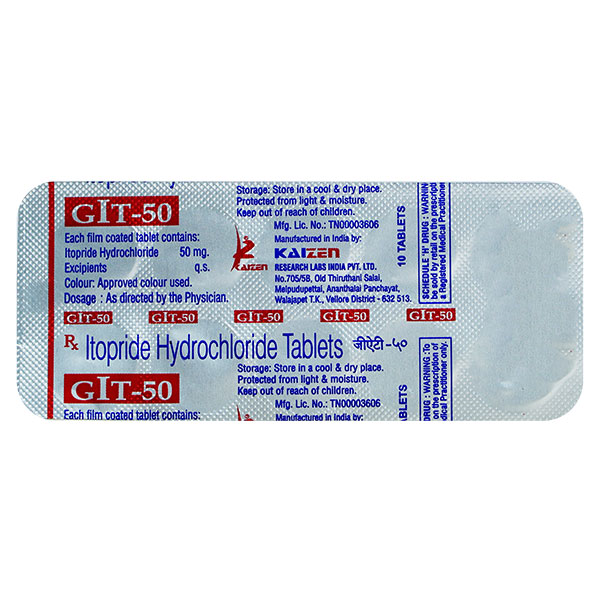 Storage: Store in a cool & dry place.
Protected from light & moisture.
Keep out of reach of children.
Mfg. Lic. No.: TN00003606
GIT-50
Each film coated tablet contains:
Itopride Hydrochloride 50 mg.
Excipients q.s.
Colour: Approved colour used.
Dosage : As directed by the Physician.
KAIZEN
Manufactured in India by:
KAIZEN
RESEARCH LABS INDIA PVT. LTD.
No.705/5B, Old Thiruthani Salai,
Melpudupettai, Ananthalai Panchayat,
Walajapet T.K., Vellore District - 632 513.
10 TABLETS
SCHEDULE 'H' DRUG : WARNING
be sold by retail on the prescripti
a Registered Medical Practitioner
GIT-50 GIT-50 GIT-50 GIT-50 GIT-50
Rx Itopride Hydrochloride Tablets जीऐटी-५०
GIT-50
Each film coated tablet contains:
Storage: Store in a cool & dry place.
Protected from light & moisture.
Keep out of reach of children.
Mfg. Lic. No.: TN00003606
Manufactured in India by:
ABLETS
DRUG : WARNING :To
on the prescription of
dical Practitioner only.